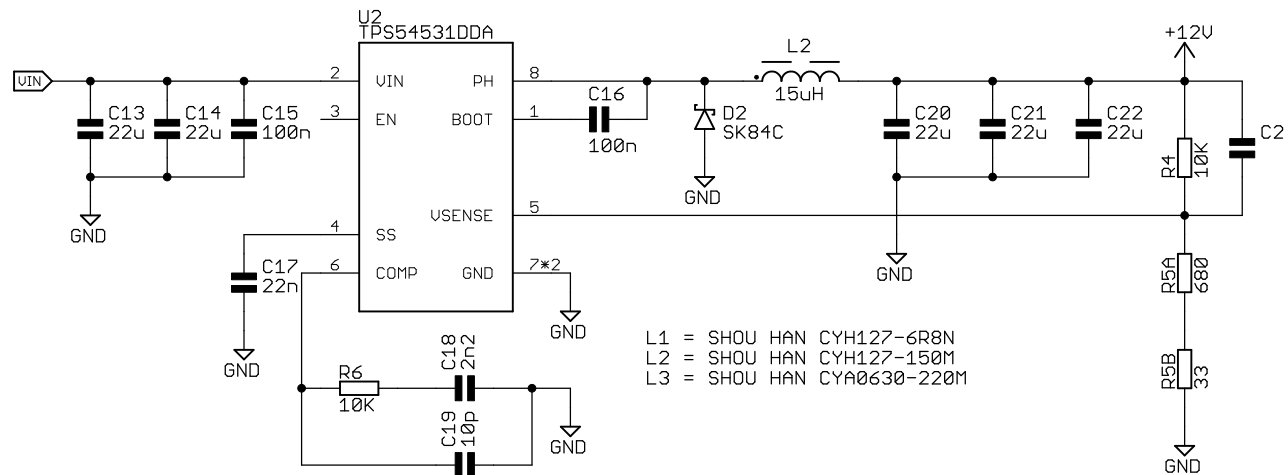 U2
TPS54531DDA
+12V
VIN
2
VIN
PH
8
L2
15uH
3
EN
BOOT
1
C16
100n
C13
22u
C14
22u
C15
100n
D2
SK84C
C20
22u
C21
22u
C22
22u
R4
10K
C2
GND
GND
VSENSE
5
4
SS
GND
C17
22n
6
COMP
GND
7*2
R5A
680
GND
GND
L1 = SHOU HAN CYH127-6R8N
L2 = SHOU HAN CYH127-150M
L3 = SHOU HAN CYA0630-220M
R6
10K
C18
2n2
C19
10p
GND
R5B
33
GND